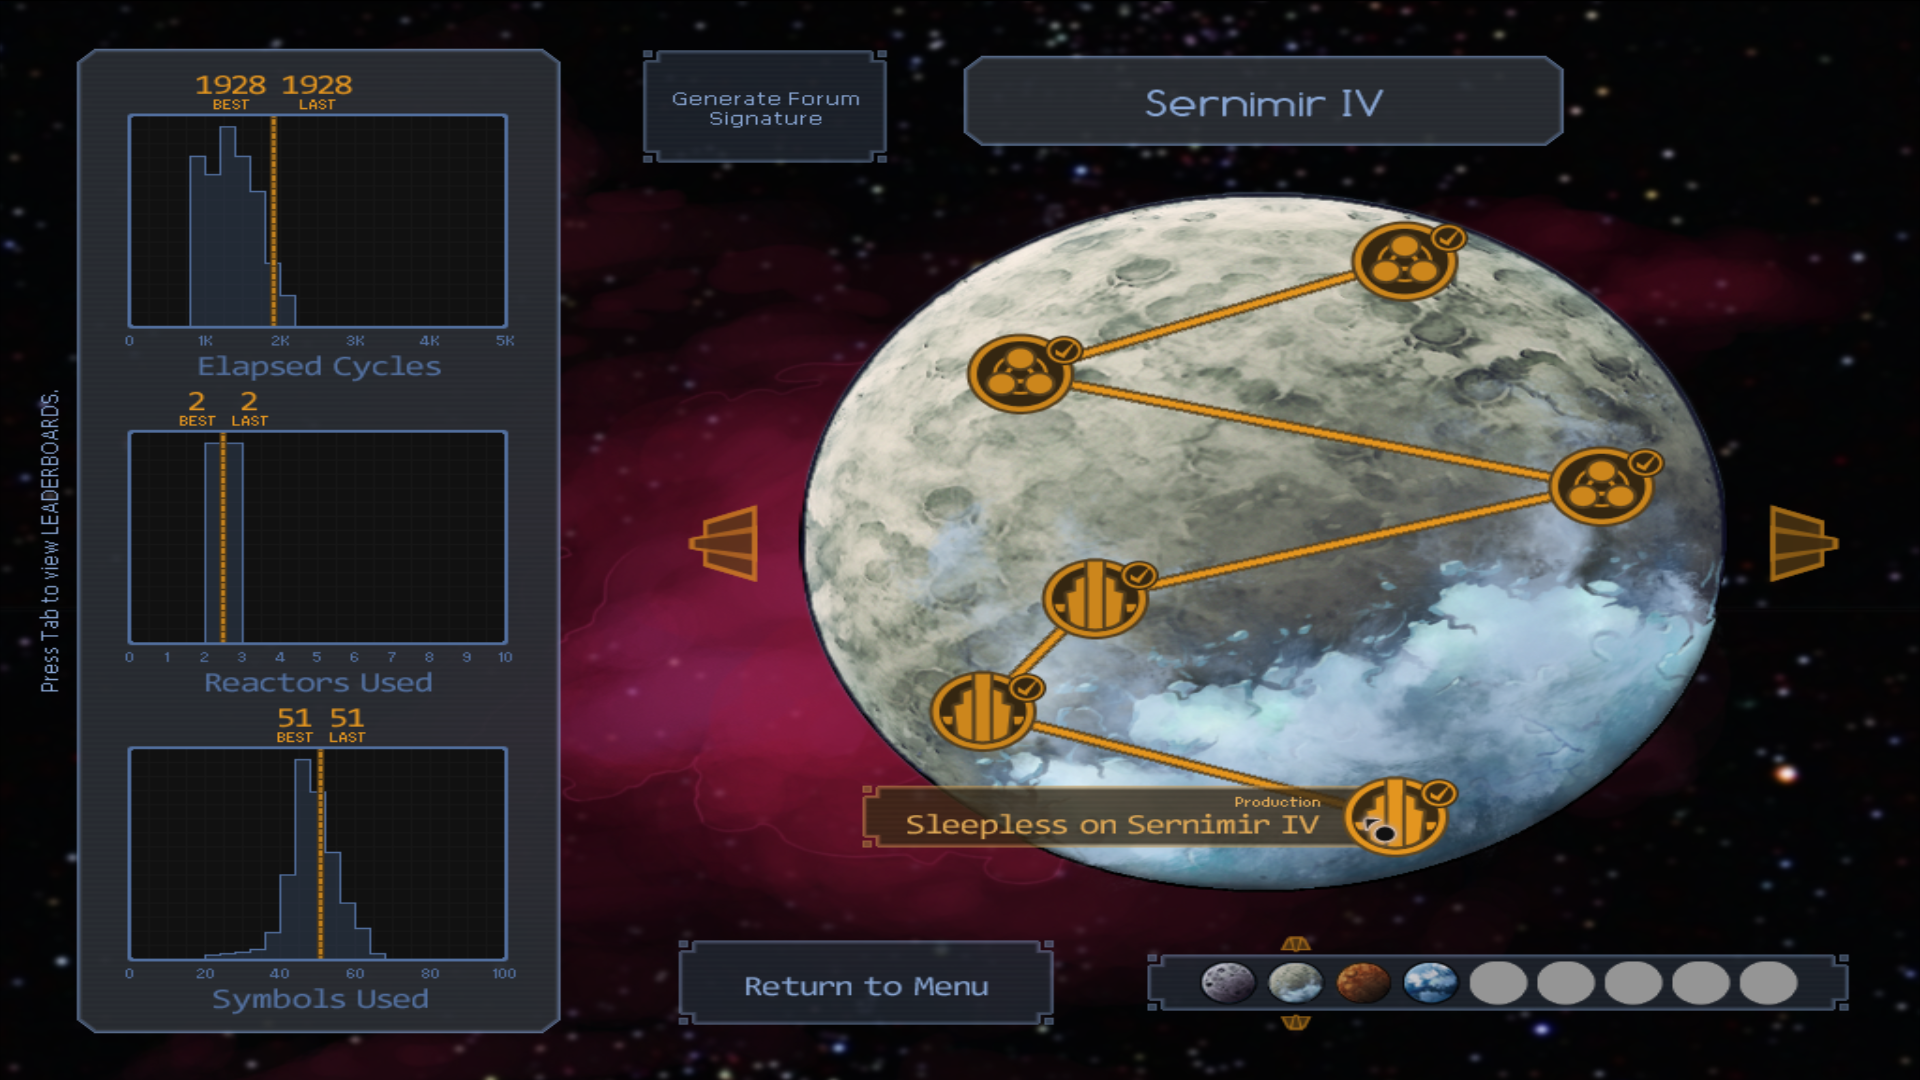 Press Tab to view LEADERBOARDS.
1928 1928
BEST LAST
0 1K 2K 3K 4K 5K
Elapsed Cycles
2 2
BEST LAST
0 1 2 3 4 5 6 7 8 9 10
Reactors Used
51 51
BEST LAST
0 20 40 60 80 100
Symbols Used
Generate Forum
Signature
Sernimir IV
Production
Sleepless on Sernimir IV
Return to Menu